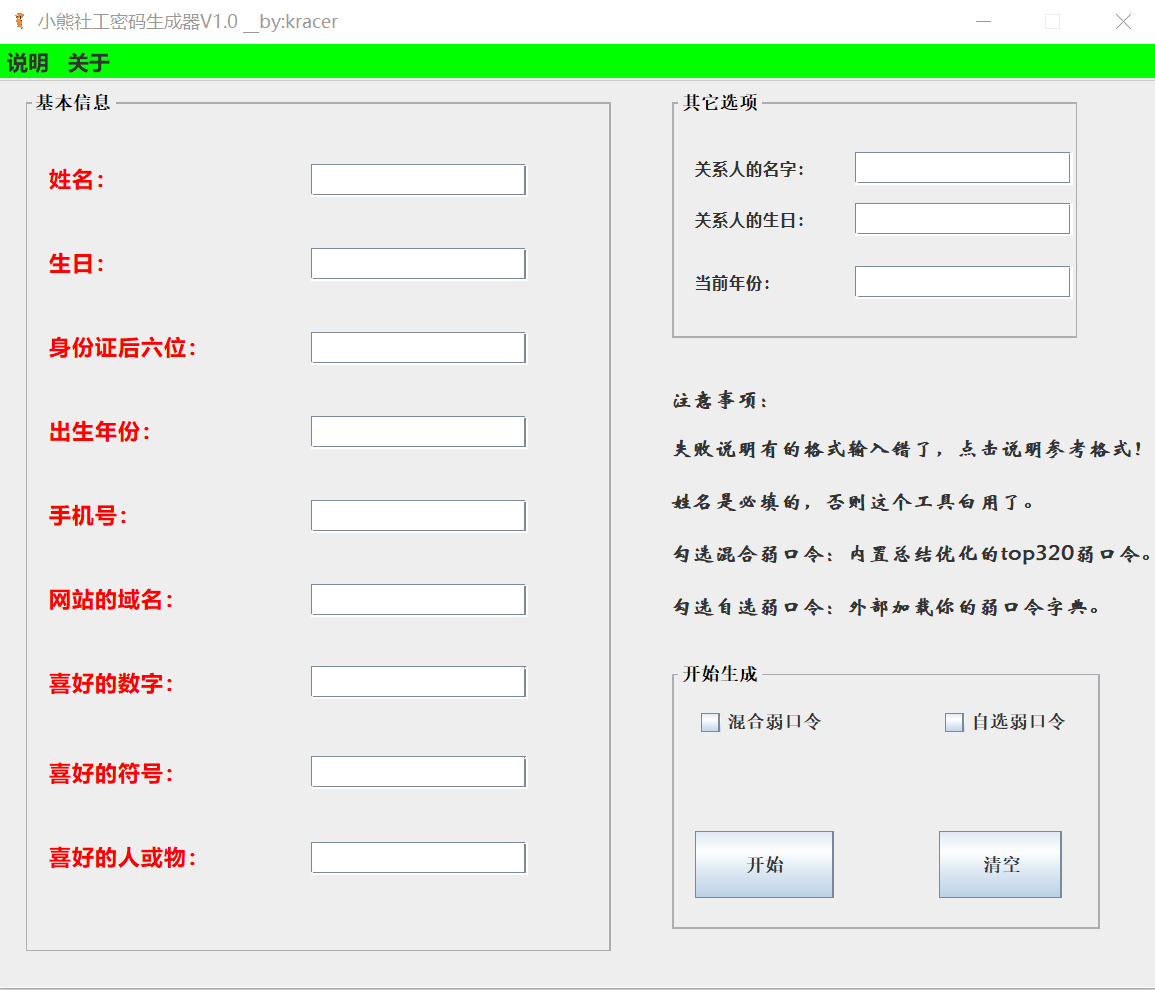 小熊社工密码生成器V1.0 __by:kracer
说明 关于
基本信息
姓名：
生日：
身份证后六位：
出生年份：
手机号：
网站的域名：
喜好的数字：
喜好的符号：
喜好的人或物：
其它选项
关系人的名字：
关系人的生日：
当前年份：
注意事项：
失败说明有的格式输入错了，点击说明参考格式！
姓名是必填的，否则这个工具白用了。
勾选混合弱口令：内置总结优化的top320弱口令。
勾选自选弱口令：外部加载你的弱口令字典。
开始生成
混合弱口令 自选弱口令
开始 清空